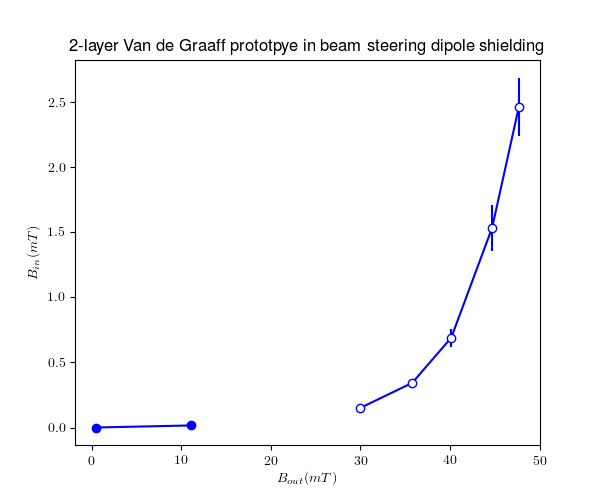 2-layer Van de Graaff prototpye in beam steering dipole shielding
2.5
2.0
1.5
1.0
0.5
0.0
B_in(mT)
0 10 20 30 40 50
B_out(mT)